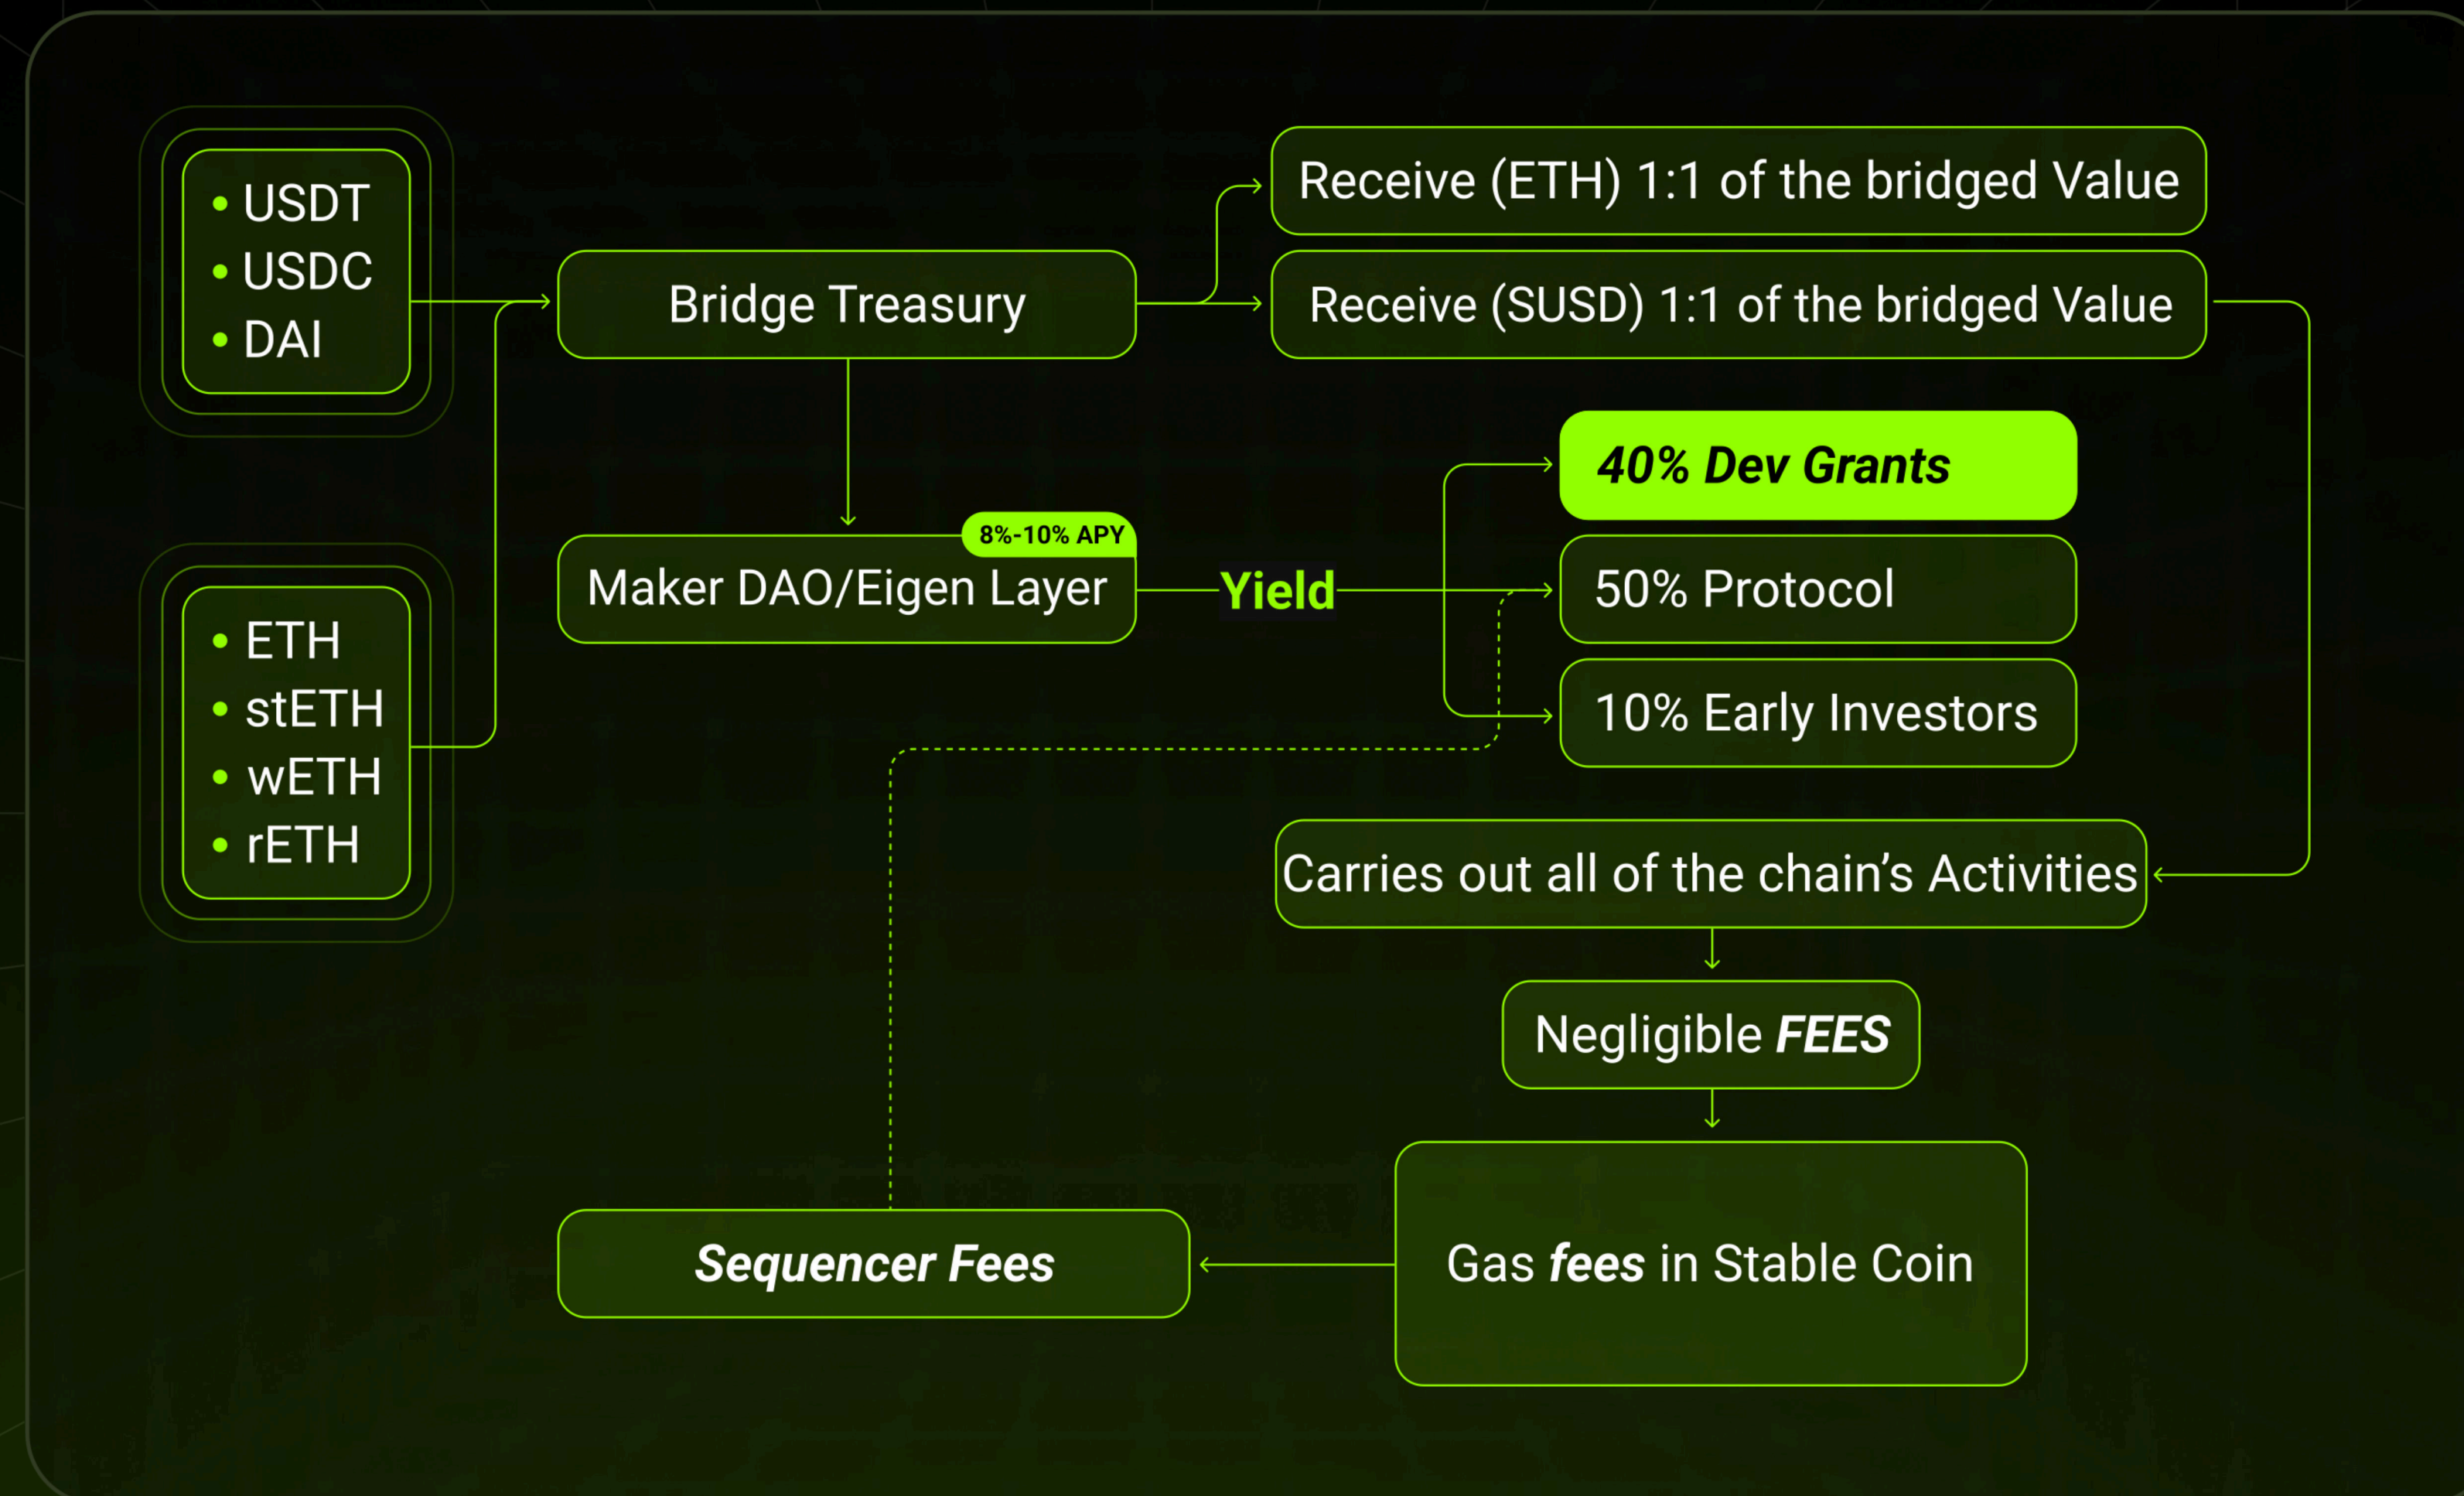 • USDT
• USDC
• DAI
• ETH
• stETH
• wETH
• rETH
Bridge Treasury
Receive (ETH) 1:1 of the bridged Value
Receive (SUSD) 1:1 of the bridged Value
8%-10% APY
Maker DAO/Eigen Layer
Yield
40% Dev Grants
50% Protocol
10% Early Investors
Carries out all of the chain’s Activities
Negligible FEES
Gas fees in Stable Coin
Sequencer Fees